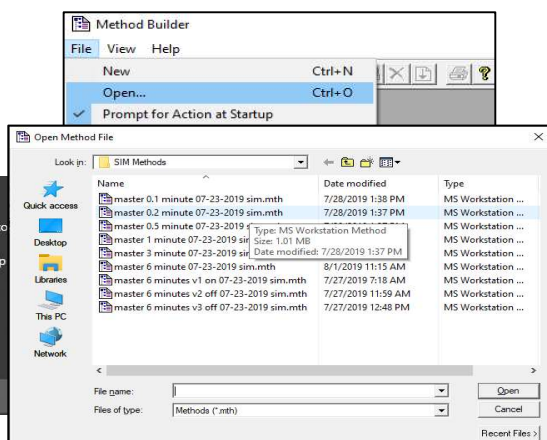 Method Builder
File View Help
New Ctrl+N
Open... Ctrl+O
Prompt for Action at Startup
Open Method File
Look in: SIM Methods
Name Date modified Type
Quick access
Desktop
Libraries
This PC
Network
master 0.1 minute 07-23-2019 sim.mth 7/28/2019 1:38 PM MS Workstation ...
master 0.2 minute 07-23-2019 sim.mth 7/28/2019 1:37 PM MS Workstation ...
master 0.5 minute 07-23-2019 MS Workstation ...
master 1 minute 07-23-2019 sim MS Workstation ...
master 3 minute 07-23-2019 sim MS Workstation ...
master 6 minute 07-23-2019 sim.mth 8/1/2019 11:15 AM MS Workstation ...
master 6 minutes v1 on 07-23-2019 sim.mth 7/27/2019 7:18 AM MS Workstation ...
master 6 minutes v2 off 07-23-2019 sim.mth 7/27/2019 11:59 AM MS Workstation ...
master 6 minutes v3 off 07-23-2019 sim.mth 7/27/2019 12:48 PM MS Workstation ...
Type: MS Workstation Method
Size: 1.01 MB
Date modified: 7/28/2019 1:37 PM
File name: Open
Files of type: Methods (*.mth) Cancel
Recent Files >